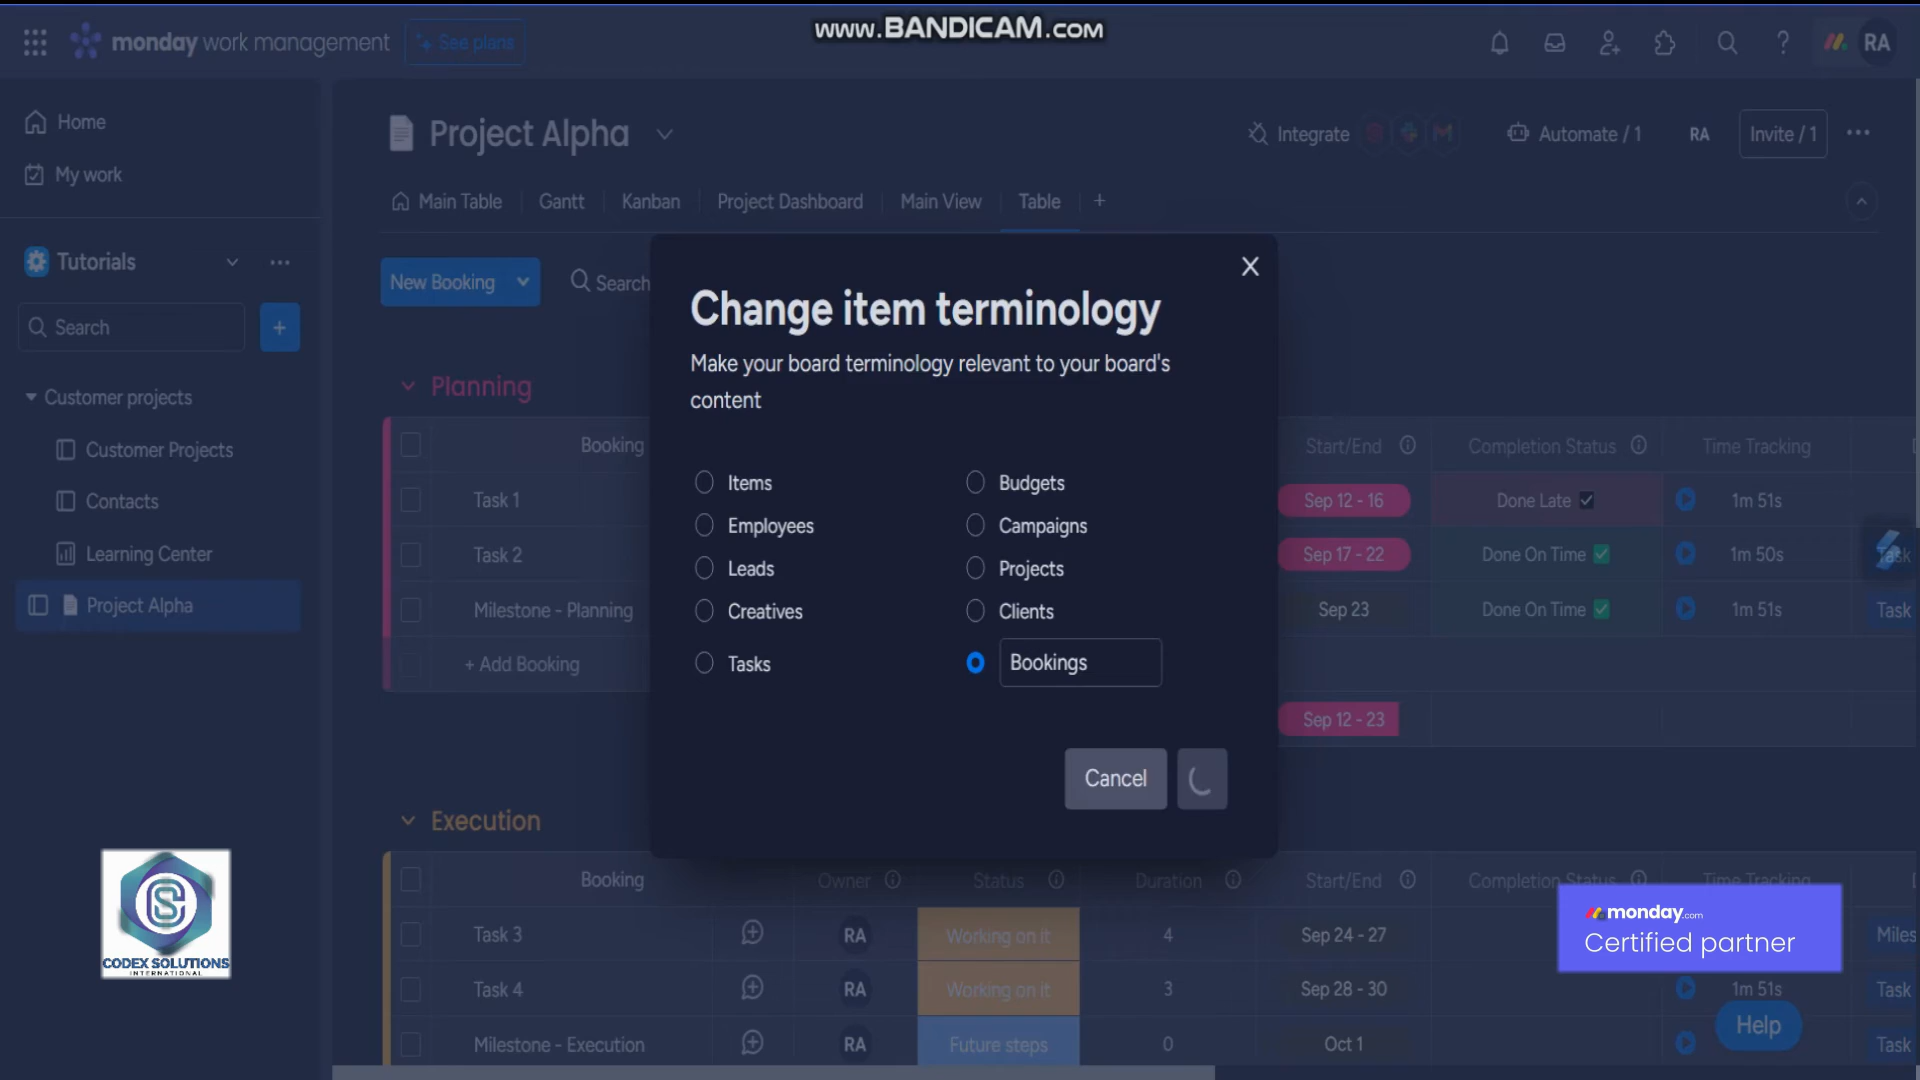 www.BANDICAM.com
monday work management
See plans
RA
Home
My work
Tutorials
Search
Customer projects
Customer Projects
Contacts
Learning Center
Project Alpha
Project Alpha
Integrate
Automate / 1
RA
Invite / 1
Main Table
Gantt
Kanban
Project Dashboard
Main View
Table
New Booking
Search
Change item terminology
Make your board terminology relevant to your board's
content
Items
Budgets
Employees
Campaigns
Leads
Projects
Creatives
Clients
Tasks
Bookings
Cancel
Planning
Booking
Start/End
Completion Status
Time Tracking
Task 1
Sep 12 - 16
Done Late
1m 51s
Task 2
Sep 17 - 22
Done On Time
1m 50s
Milestone - Planning
Sep 23
Done On Time
1m 51s
Task
+ Add Booking
Sep 12 - 23
Execution
Booking
Owner
Status
Duration
Start/End
Completion Status
Time Tracking
Task 3
RA
Working on it
4
Sep 24 - 27
Miles
Task 4
RA
Working on it
3
Sep 28 - 30
1m 51s
Task
Milestone - Execution
RA
Future steps
0
Oct 1
Task
Help
monday.com
Certified partner
CODEX SOLUTIONS
INTERNATIONAL